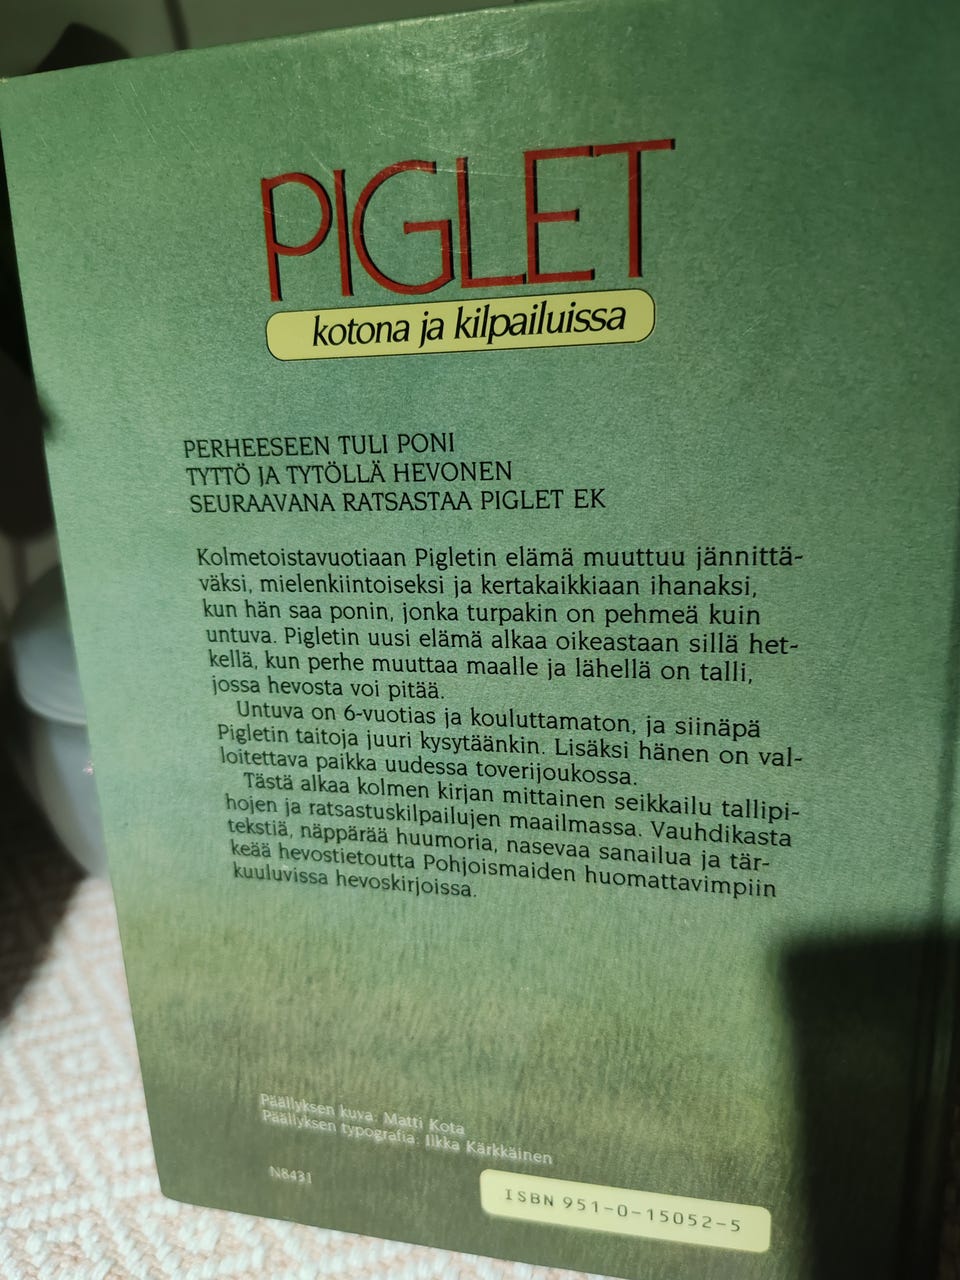 PIGLET
kotona ja kilpailuissa
PERHEESEEN TULI PONI
TYTTÖ JA TYTÖLLÄ HEVONEN
SEURAAVANA RATSASTAA PIGLET EK
Kolmetoistavuotiaan Pigletin elämä muuttuu jännittä-
väksi, mielenkiintoiseksi ja kertakaikkiaan ihanaksi,
kun hän saa ponin, jonka turpakin on pehmeä kuin
untuva. Pigletin uusi elämä alkaa oikeastaan sillä het-
kellä, kun perhe muuttaa maalle ja lähellä on talli,
jossa hevosta voi pitää.
Untuva on 6-vuotias ja kouluttamaton, ja siinäpä
Pigletin taitoja juuri kysytäänkin. Lisäksi hänen on val-
loitettava paikka uudessa toverijoukossa.
Tästä alkaa kolmen kirjan mittainen seikkailu tallipi-
hojen ja ratsastuskilpailujen maailmassa. Vauhdikasta
tekstiä, näppärää huumoria, nasevaa sanailua ja tär-
keää hevostietoutta Pohjoismaiden huomattavimpiin
kuuluvissa hevoskirjoissa.
Päällyksen kuva: Matti Kota
Päällyksen typografia: Ilkka Kärkkäinen
N8431
ISBN 951-0-15052-5